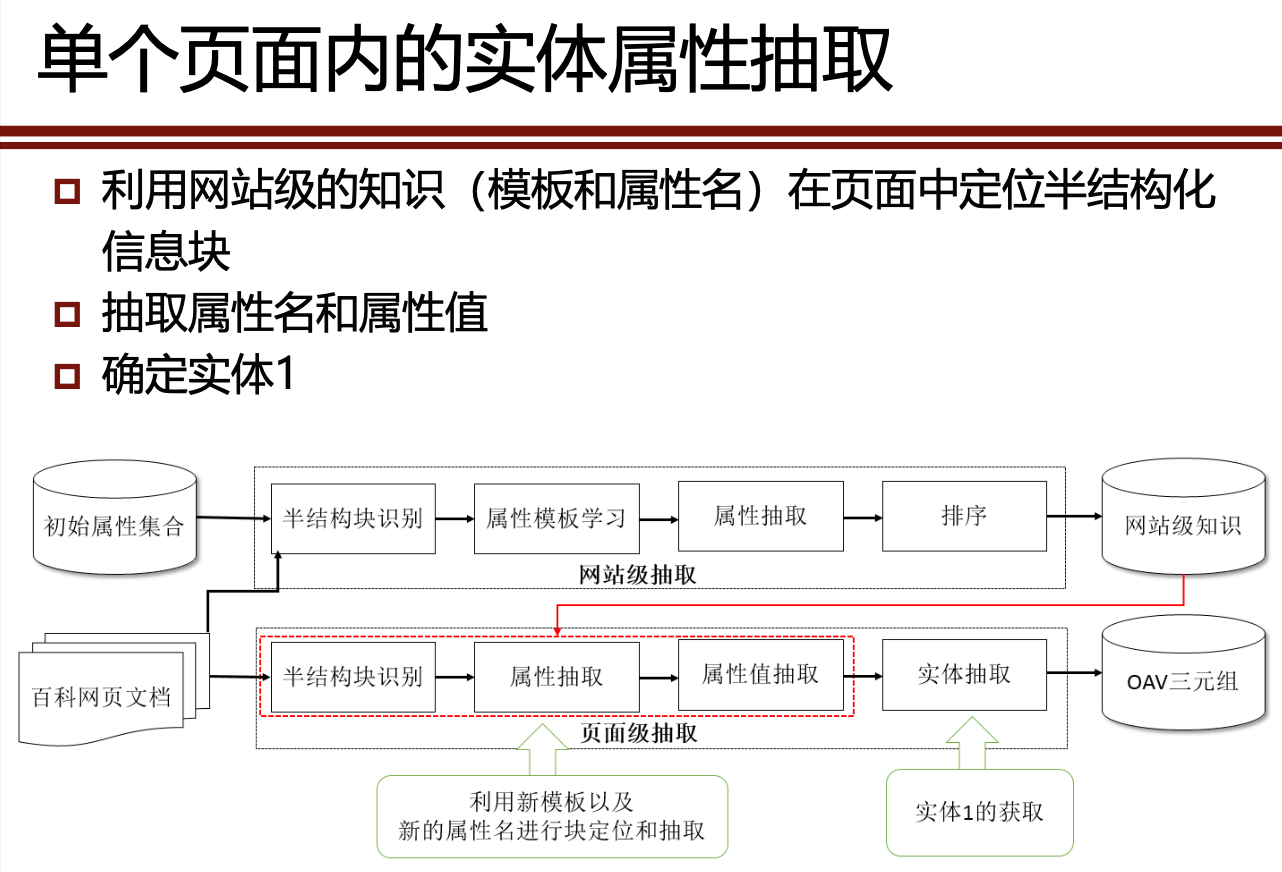 单个页面内的实体属性抽取
利用网站级的知识（模板和属性名）在页面中定位半结构化
信息块
抽取属性名和属性值
确定实体1
初始属性集合
半结构块识别
属性模板学习
属性抽取
排序
网站级知识
网站级抽取
百科网页文档
半结构块识别
属性抽取
属性值抽取
实体抽取
OAV三元组
页面级抽取
利用新模板以及
新的属性名进行块定位和抽取
实体1的获取